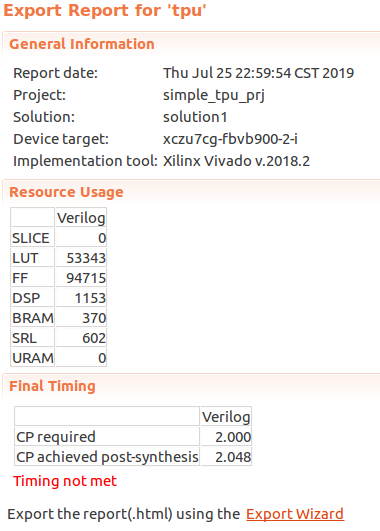 Export Report for 'tpu'
General Information
Report date: Thu Jul 25 22:59:54 CST 2019
Project: simple_tpu_prj
Solution: solution1
Device target: xczu7cg-fbvb900-2-i
Implementation tool: Xilinx Vivado v.2018.2
Resource Usage
Verilog
SLICE 0
LUT 53343
FF 94715
DSP 1153
BRAM 370
SRL 602
URAM 0
Final Timing
Verilog
CP required 2.000
CP achieved post-synthesis 2.048
Timing not met
Export the report(.html) using the Export Wizard